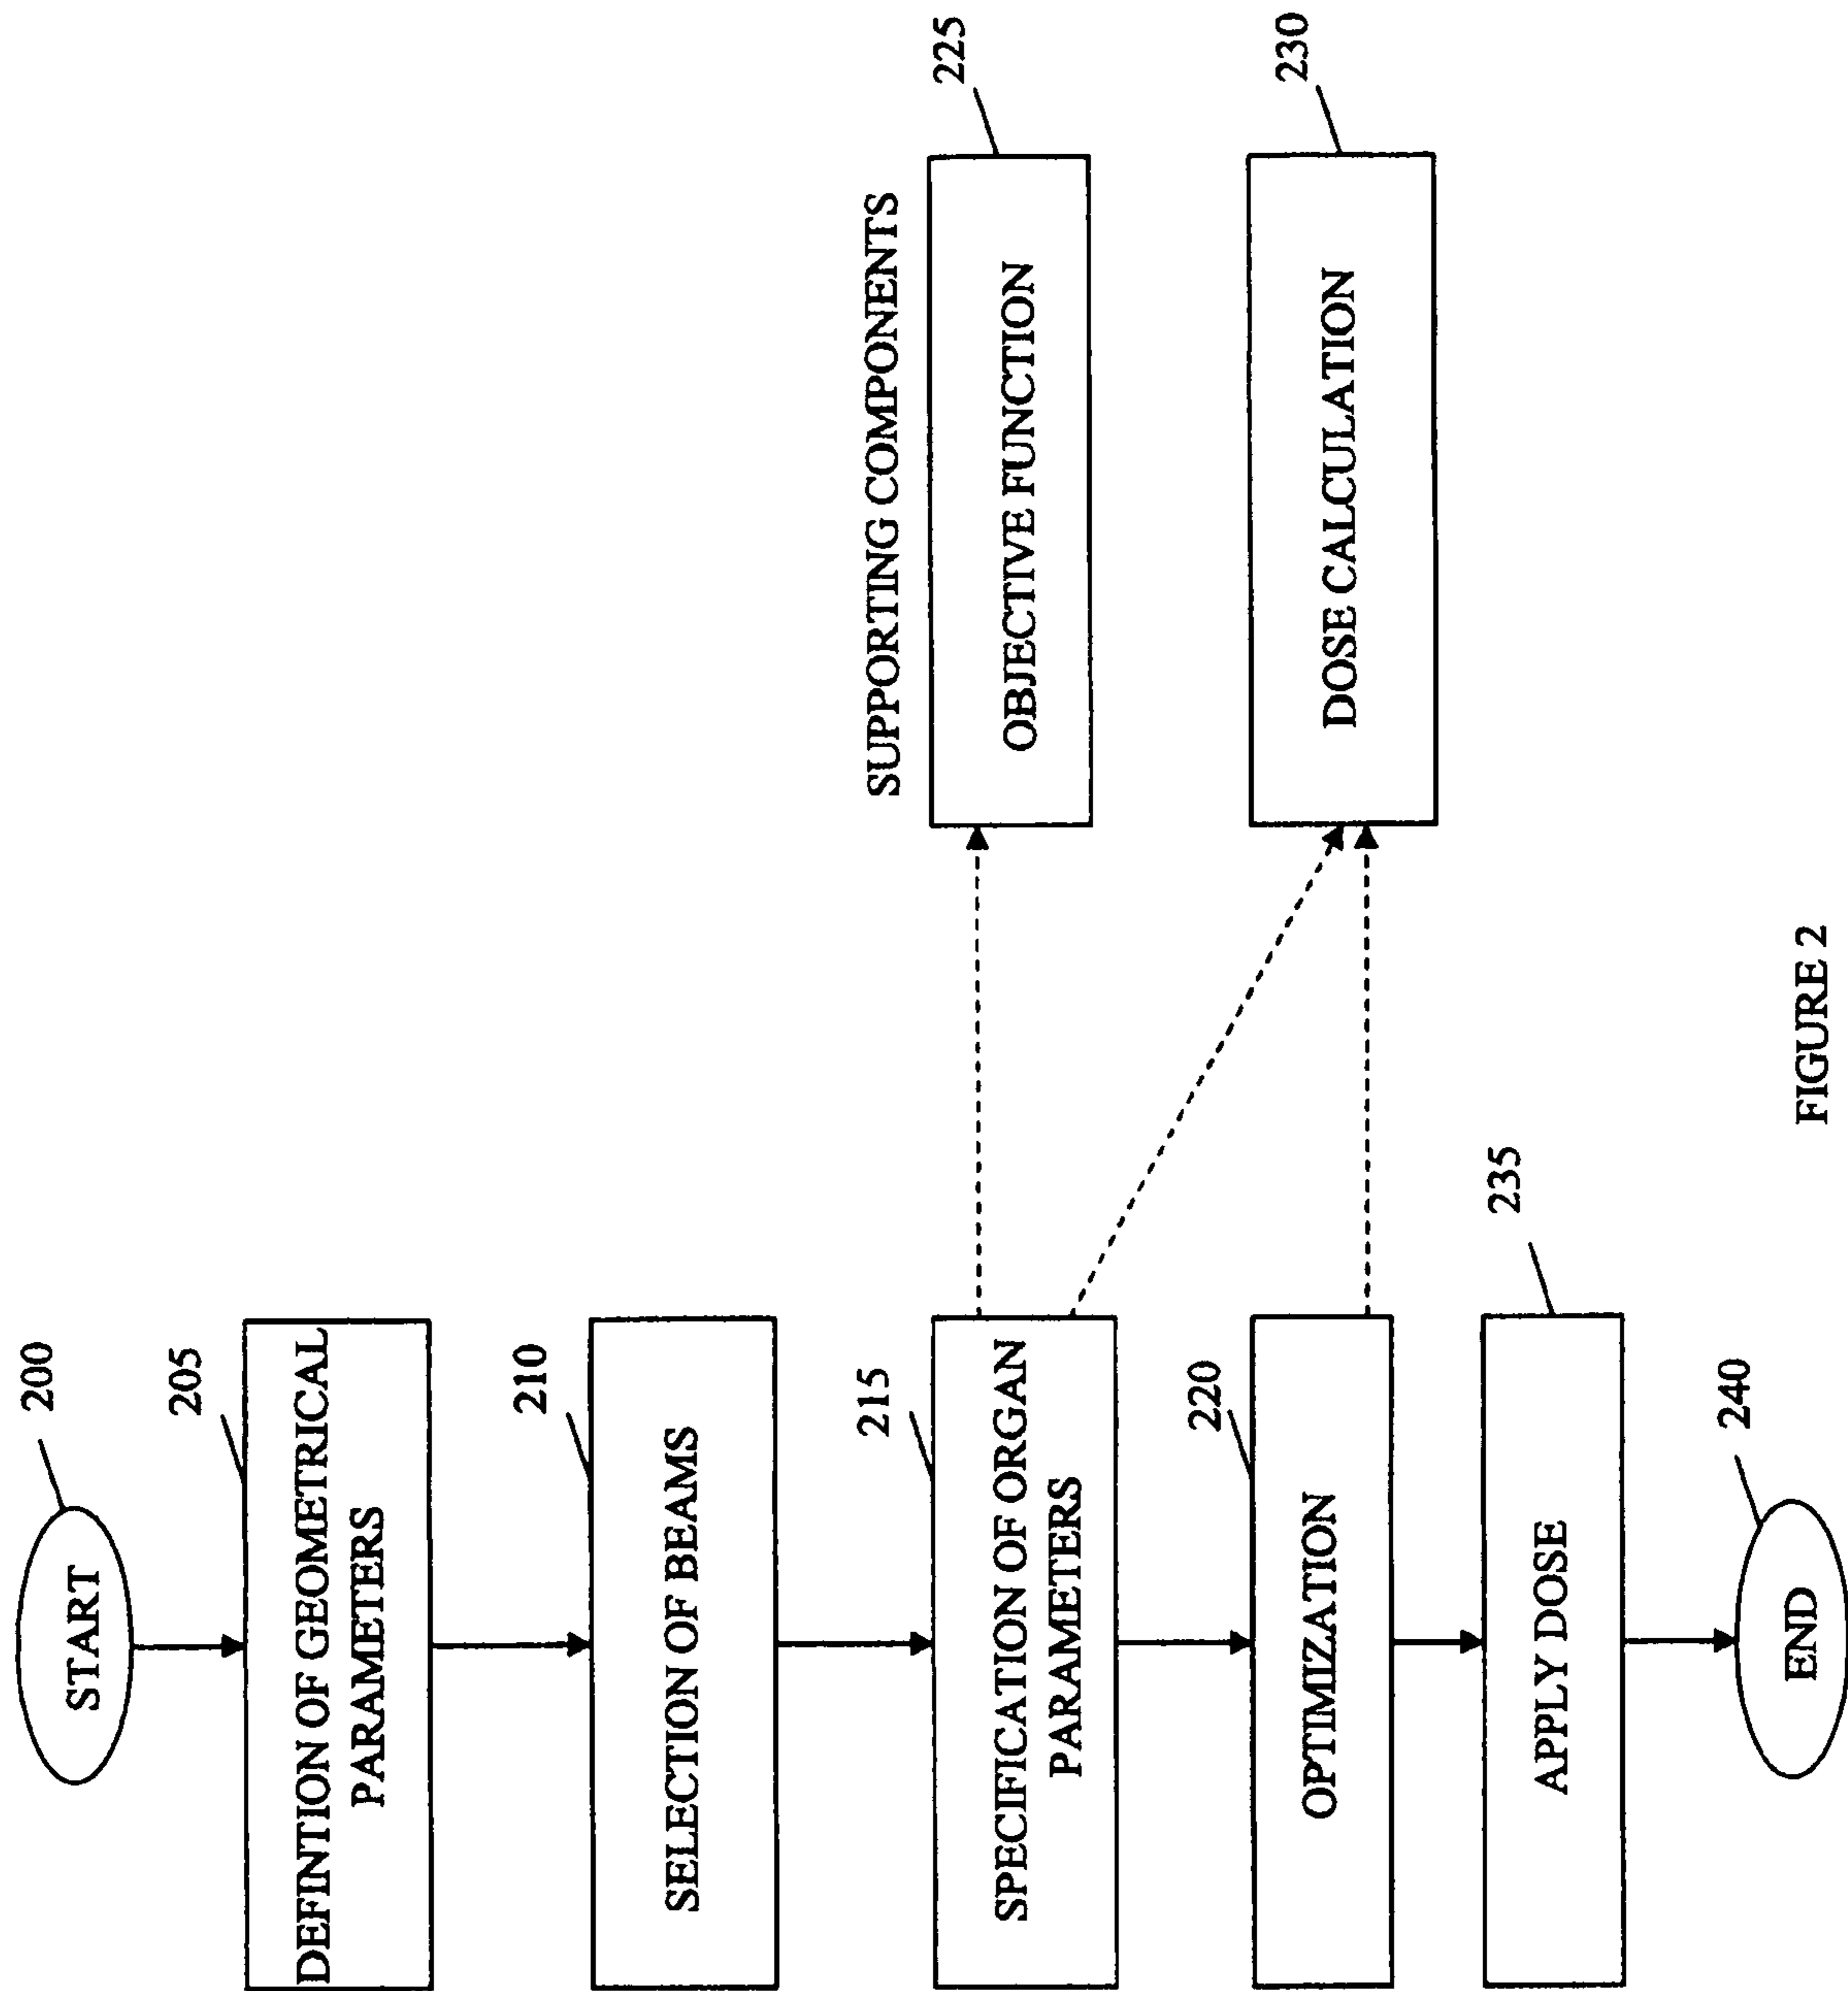 START
200
205
DEFINTION OF GEOMETRICAL
PARAMETERS
210
SELECTION OF BEAMS
215
SPECIFICATION OF ORGAN
PARAMETERS
220
OPTIMIZATION
235
APPLY DOSE
240
END
SUPPORTING COMPONENTS
225
OBJECTIVE FUNCTION
230
DOSE CALCULATION
FIGURE 2